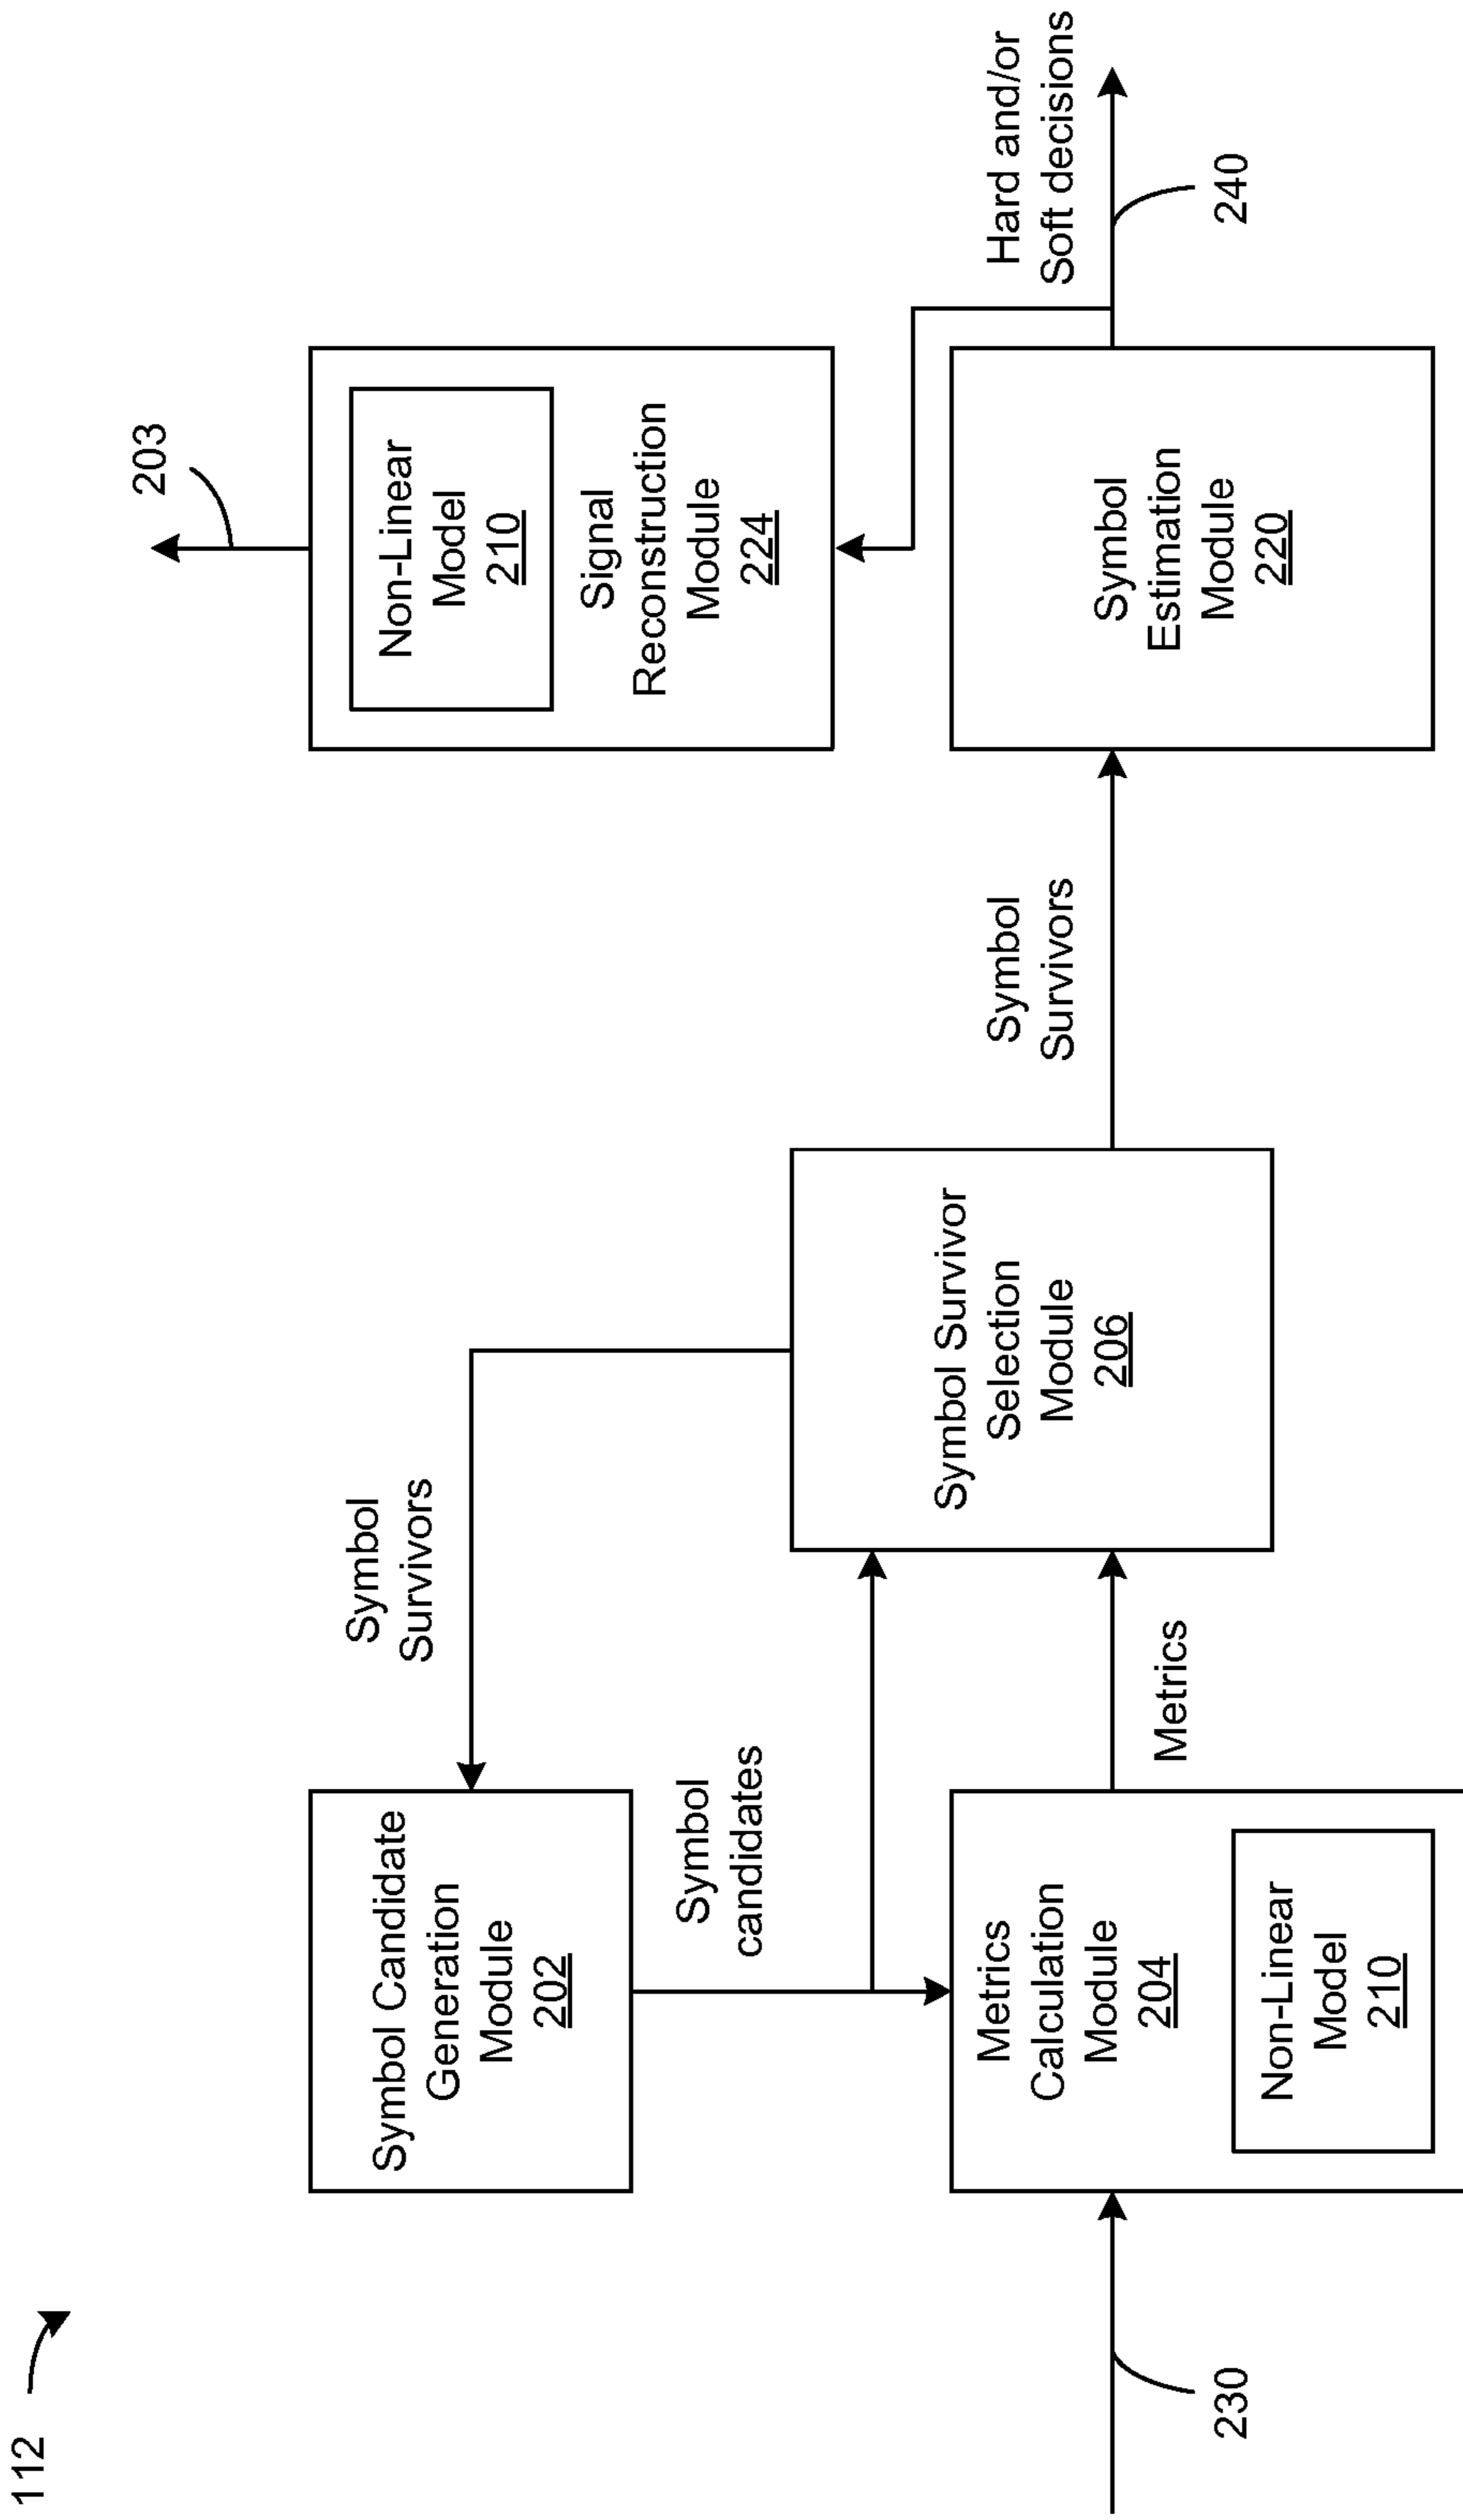 112
Symbol Candidate
Generation
Module
202
Symbol
Survivors
Symbol
candidates
Metrics
Calculation
Module
204
Non-Linear
Model
210
230
Metrics
Symbol Survivor
Selection
Module
206
Symbol
Survivors
203
Non-Linear
Model
210
Signal
Reconstruction
Module
224
Symbol
Estimation
Module
220
Hard and/or
Soft decisions
240